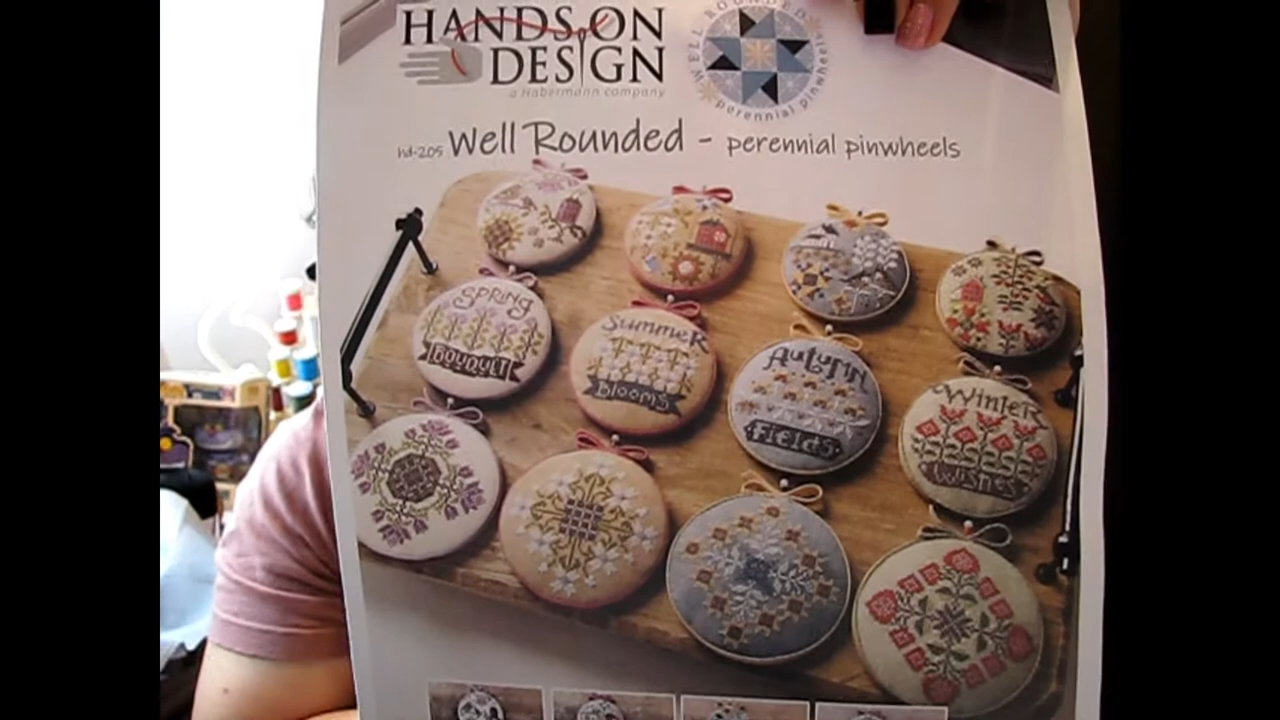 HANDS ON
DESIGN
a Habermann company
WELL ROUNDED
perennial pinwheels
hd-205 Well Rounded - perennial pinwheels
Spring
Bouquet
Summer
Blooms
Autumn
Fields
Winter
Wishes